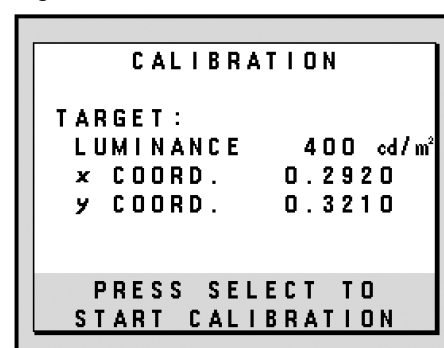 CALIBRATION
TARGET:
LUMINANCE 400 cd/m²
x COORD. 0.2920
y COORD. 0.3210
PRESS SELECT TO
START CALIBRATION